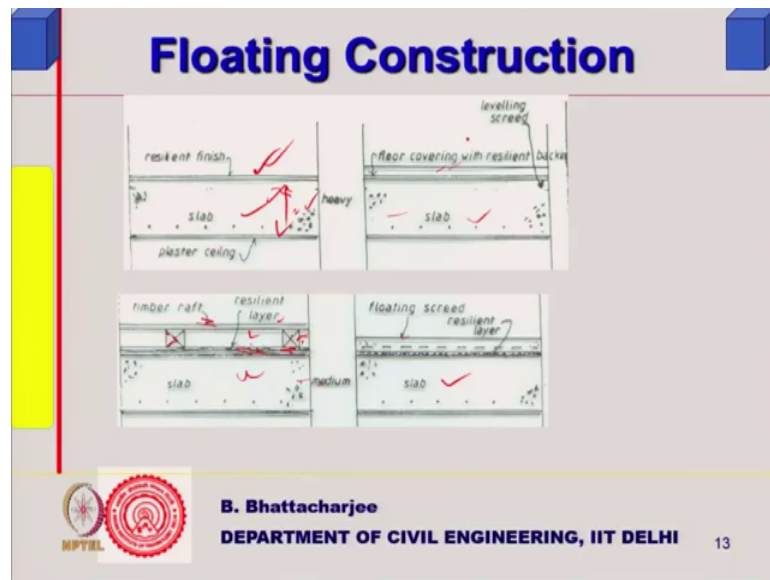 Floating Construction
levelling
screed
resilient finish
floor covering with resilient backe
slab
heavy
slab
plaster ceiling
timber raft
resilient
layer
floating screed
resilient
layer
slab
medium
slab
NPTEL
B. Bhattacharjee
DEPARTMENT OF CIVIL ENGINEERING, IIT DELHI
13